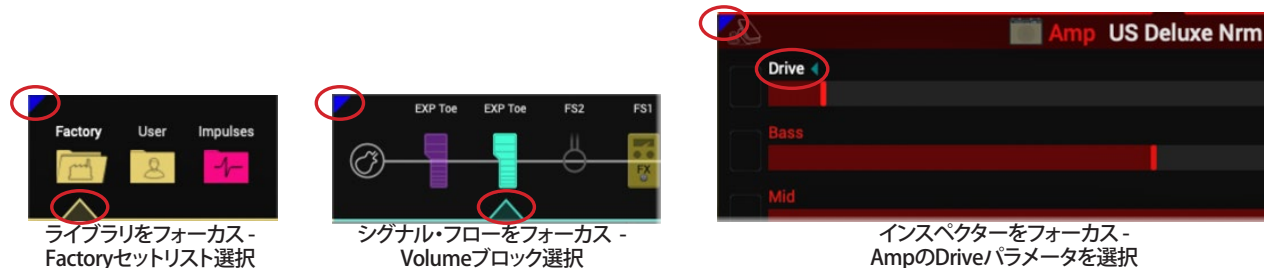 Factory User Impulses
ライブラリをフォーカス -
Factoryセットリスト選択
EXP Toe EXP Toe FS2 FS1
FX
シグナル・フローをフォーカス -
Volumeブロック選択
Amp US Deluxe Nrm
Drive
Bass
Mid
インスペクターをフォーカス -
AmpのDriveパラメータを選択